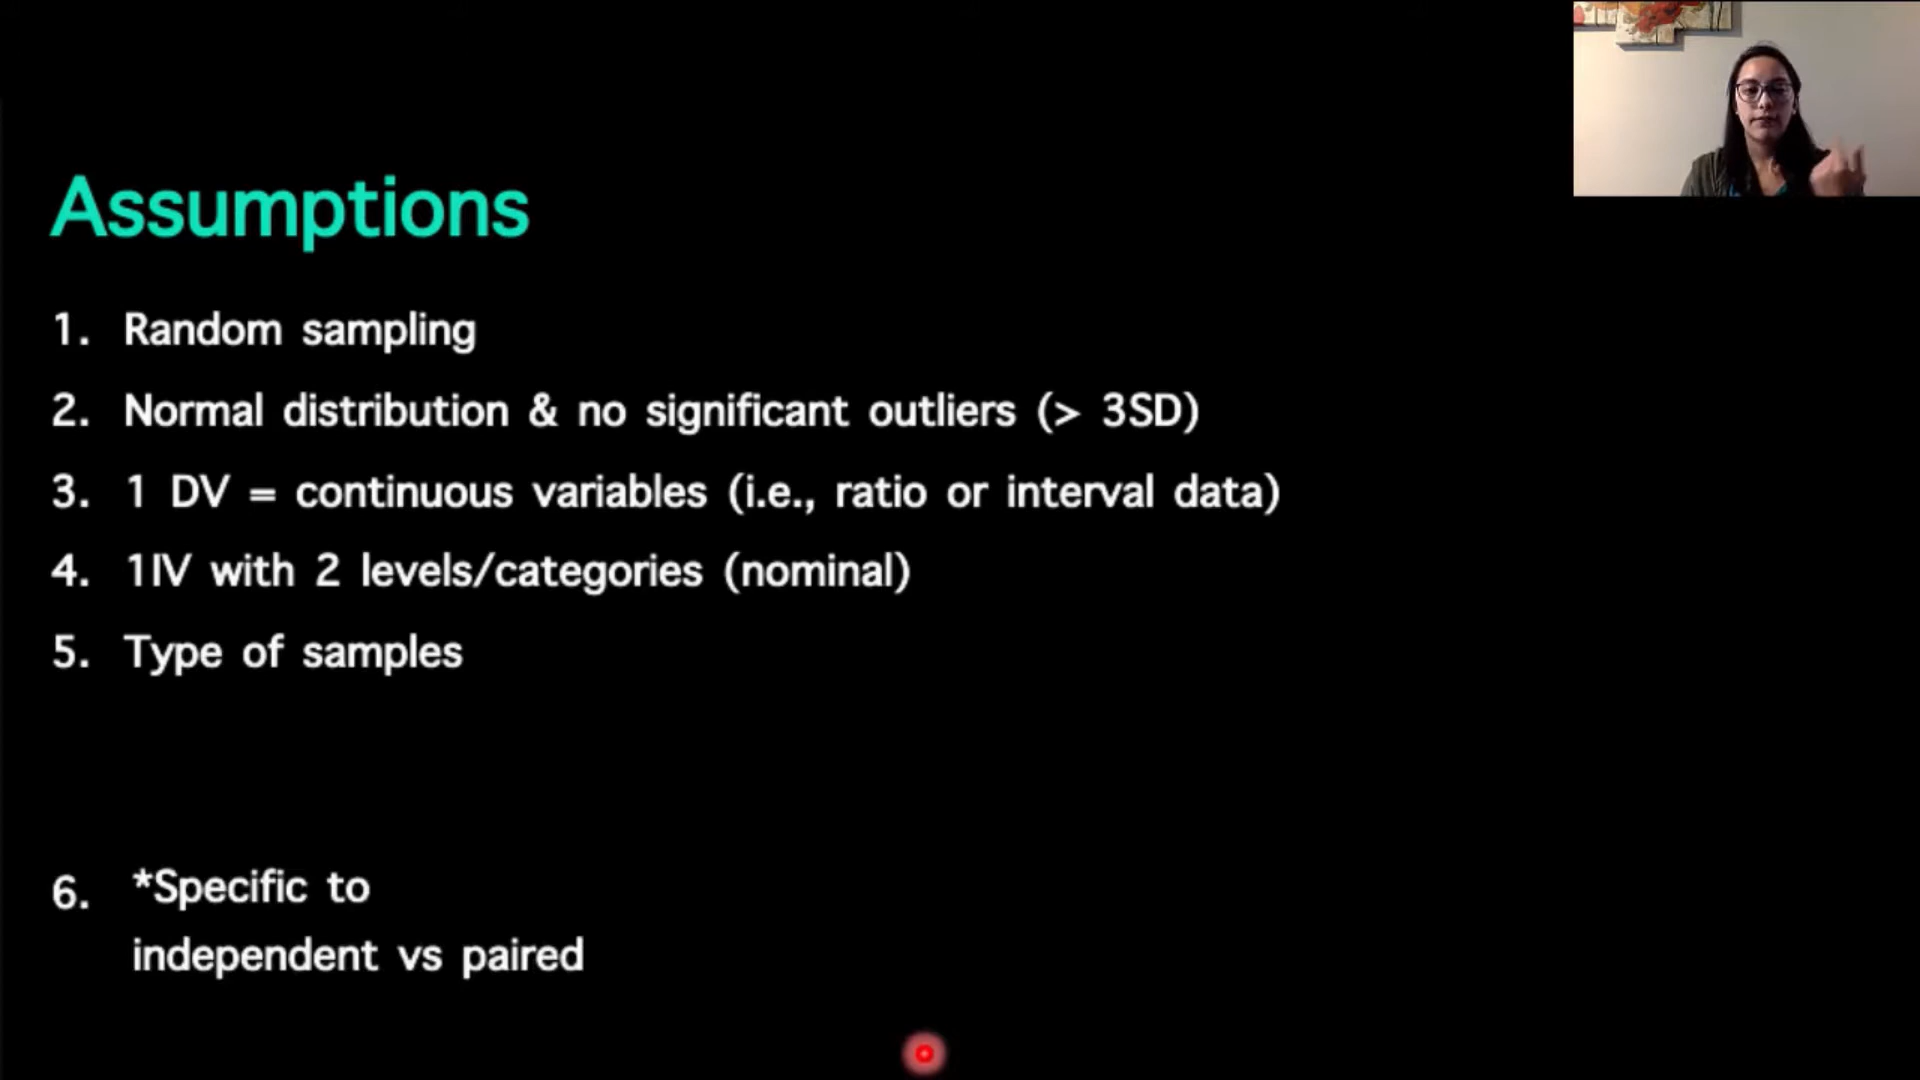 Assumptions
1. Random sampling
2. Normal distribution & no significant outliers (> 3SD)
3. 1 DV = continuous variables (i.e., ratio or interval data)
4. 1IV with 2 levels/categories (nominal)
5. Type of samples
6. *Specific to
independent vs paired